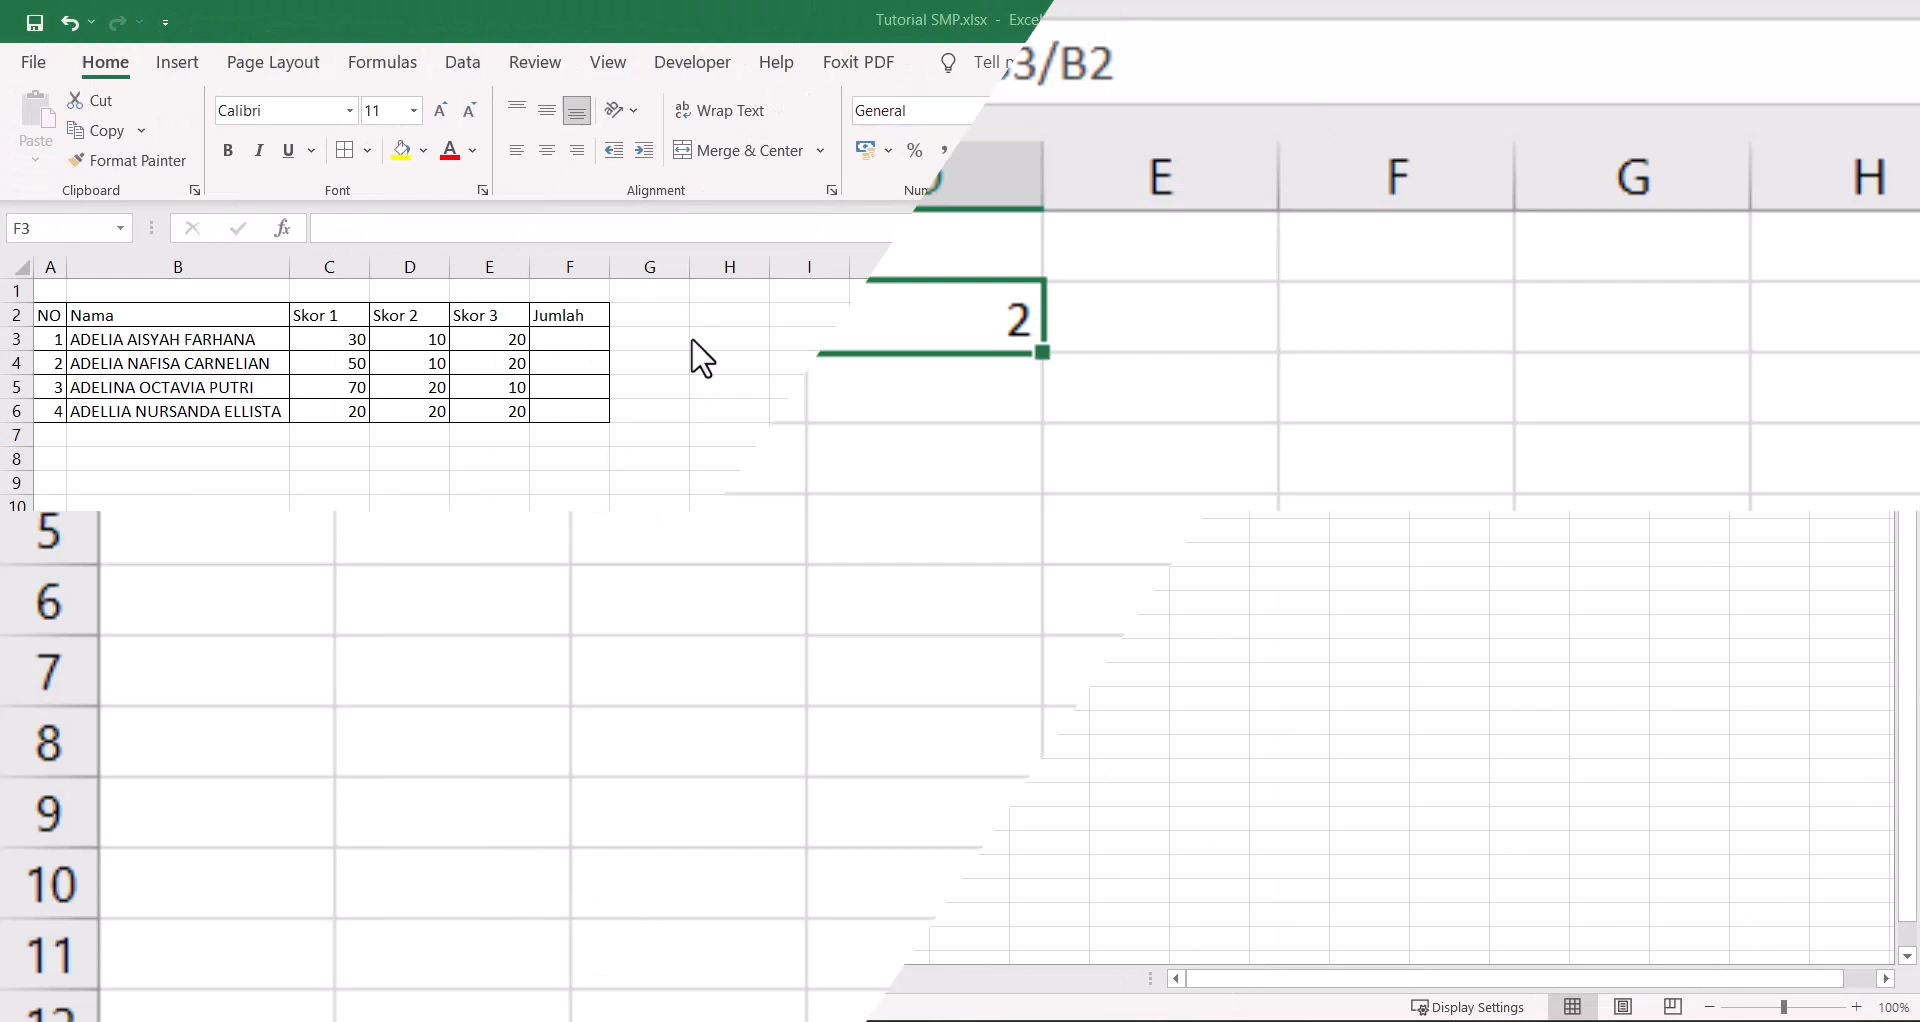 Tutorial SMP.xlsx - Excel
File Home Insert Page Layout Formulas Data Review View Developer Help Foxit PDF Tell
3/B2
Cut
Copy
Format Painter
Paste
Clipboard
Calibri 11
B I U
Font
Wrap Text
Merge & Center
Alignment
General
%
F3
fx
A B C D E F G H I
E F G H
1
2 NO Nama Skor 1 Skor 2 Skor 3 Jumlah
3 1 ADELIA AISYAH FARHANA 30 10 20
4 2 ADELIA NAFISA CARNELIAN 50 10 20
5 3 ADELINA OCTAVIA PUTRI 70 20 10
6 4 ADELLIA NURSANDA ELLISTA 20 20 20
7
8
9
10
2
5
6
7
8
9
10
11
Display Settings
100%